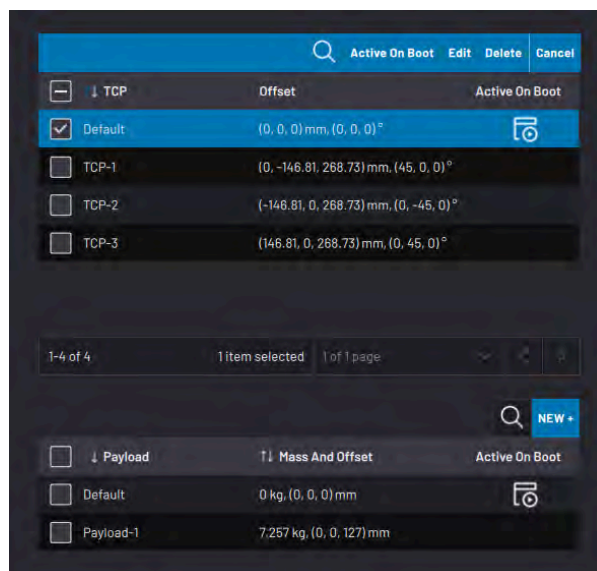 Active On Boot Edit Delete Cancel
↓ TCP Offset Active On Boot
Default (0, 0, 0) mm, (0, 0, 0)°
TCP-1 (0, -146.81, 268.73) mm, (45, 0, 0)°
TCP-2 (-146.81, 0, 268.73) mm, (0, -45, 0)°
TCP-3 (146.81, 0, 268.73) mm, (0, 45, 0)°
1-4 of 4 1 item selected 1 of 1 page
NEW +
↓ Payload ↑↓ Mass And Offset Active On Boot
Default 0 kg, (0, 0, 0) mm
Payload-1 7.257 kg, (0, 0, 127) mm